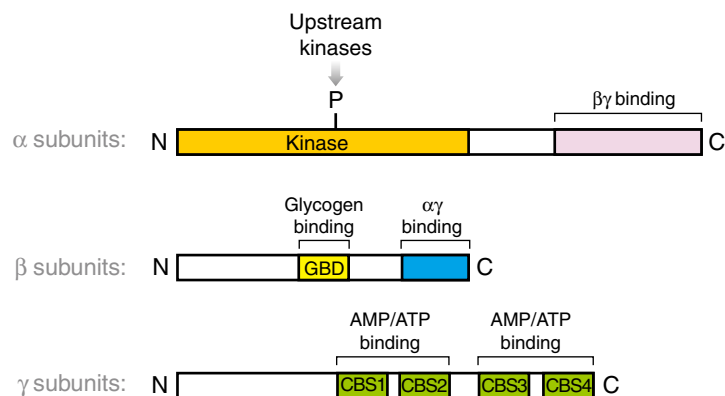 Upstream
kinases
P
βγ binding
α subunits: N Kinase C
Glycogen
binding
αγ
binding
β subunits: N GBD C
AMP/ATP
binding
AMP/ATP
binding
γ subunits: N CBS1 CBS2 CBS3 CBS4 C